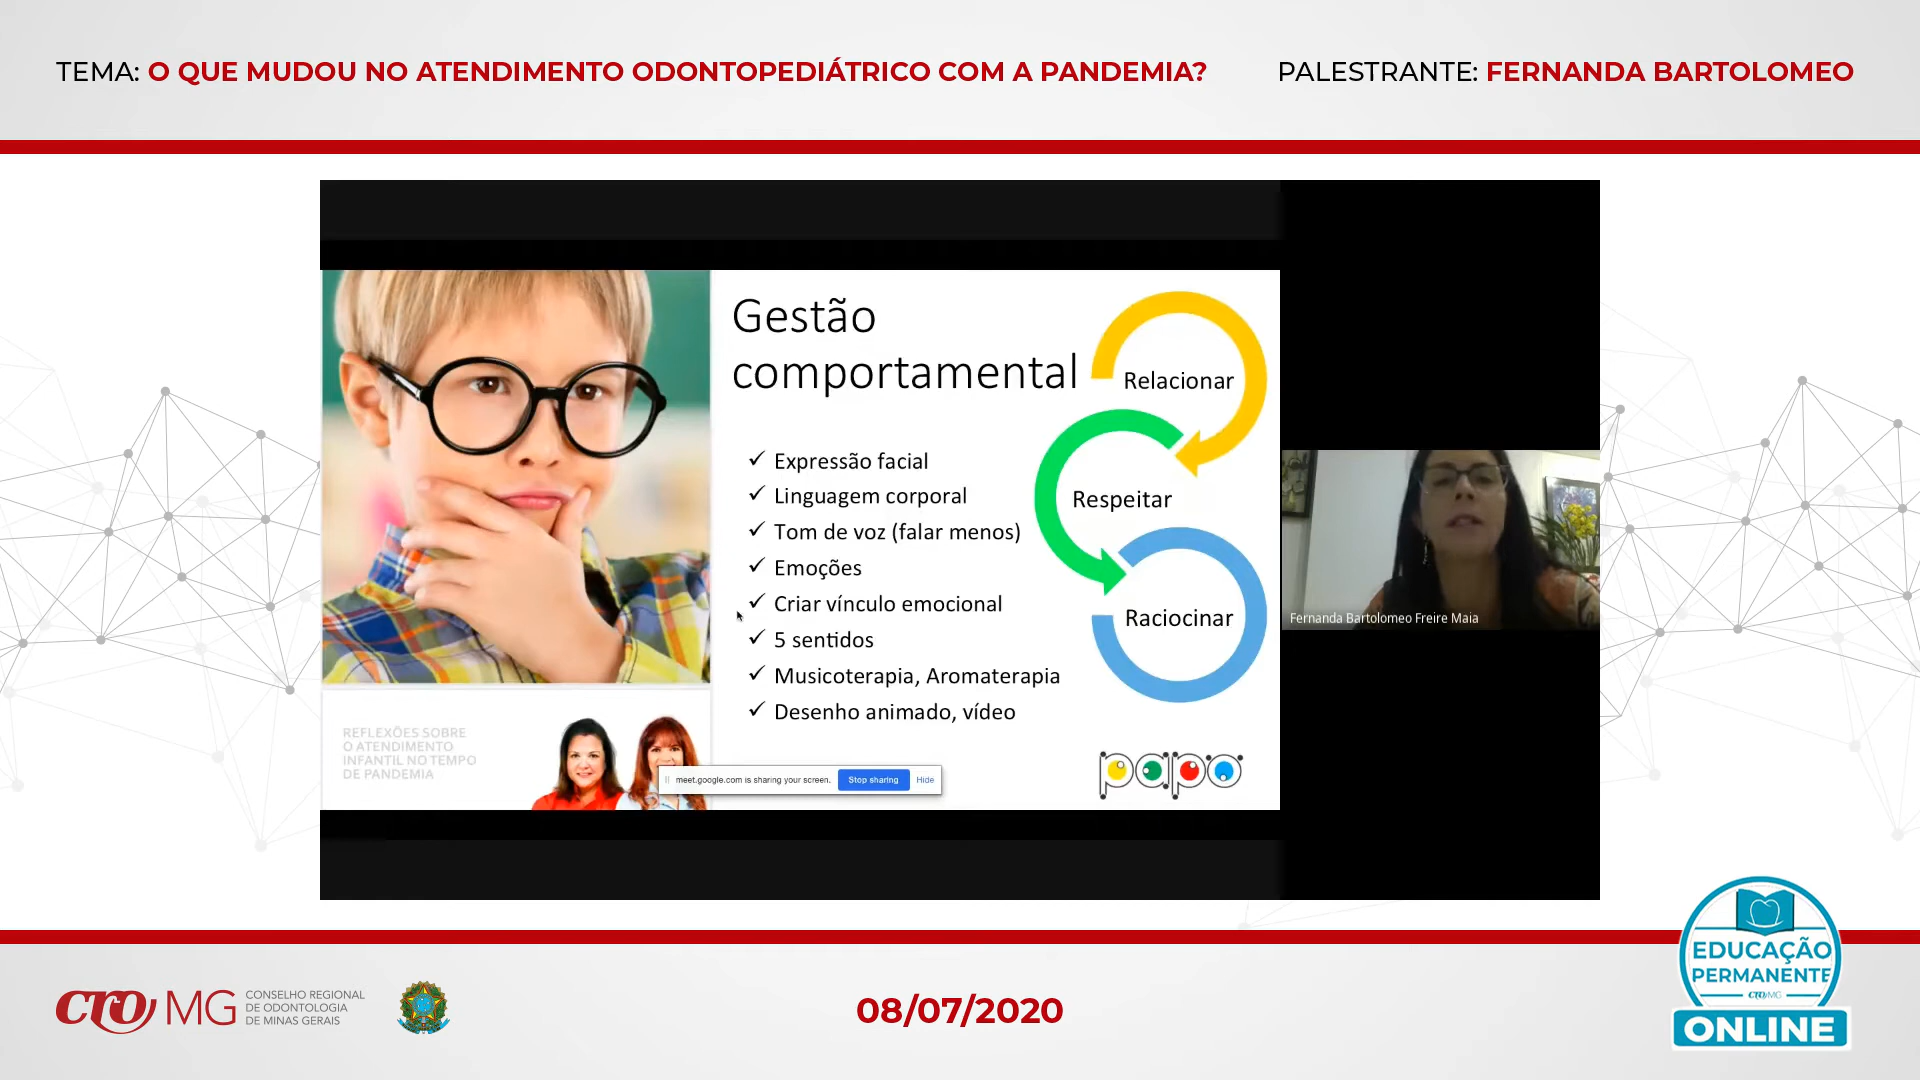 TEMA: O QUE MUDOU NO ATENDIMENTO ODONTOPEDIÁTRICO COM A PANDEMIA?
PALESTRANTE: FERNANDA BARTOLOMEO
Gestão
comportamental
Relacionar
Respeitar
Raciocinar
✓ Expressão facial
✓ Linguagem corporal
✓ Tom de voz (falar menos)
✓ Emoções
✓ Criar vínculo emocional
✓ 5 sentidos
✓ Musicoterapia, Aromaterapia
✓ Desenho animado, vídeo
Fernanda Bartolomeo Freire Maia
REFLEXÕES SOBRE
O ATENDIMENTO
INFANTIL NO TEMPO
DE PANDEMIA
meet.google.com is sharing your screen. Stop sharing Hide
papo
CRO MG
CONSELHO REGIONAL
DE ODONTOLOGIA
DE MINAS GERAIS
08/07/2020
EDUCAÇÃO
PERMANENTE
CRO MG
ONLINE